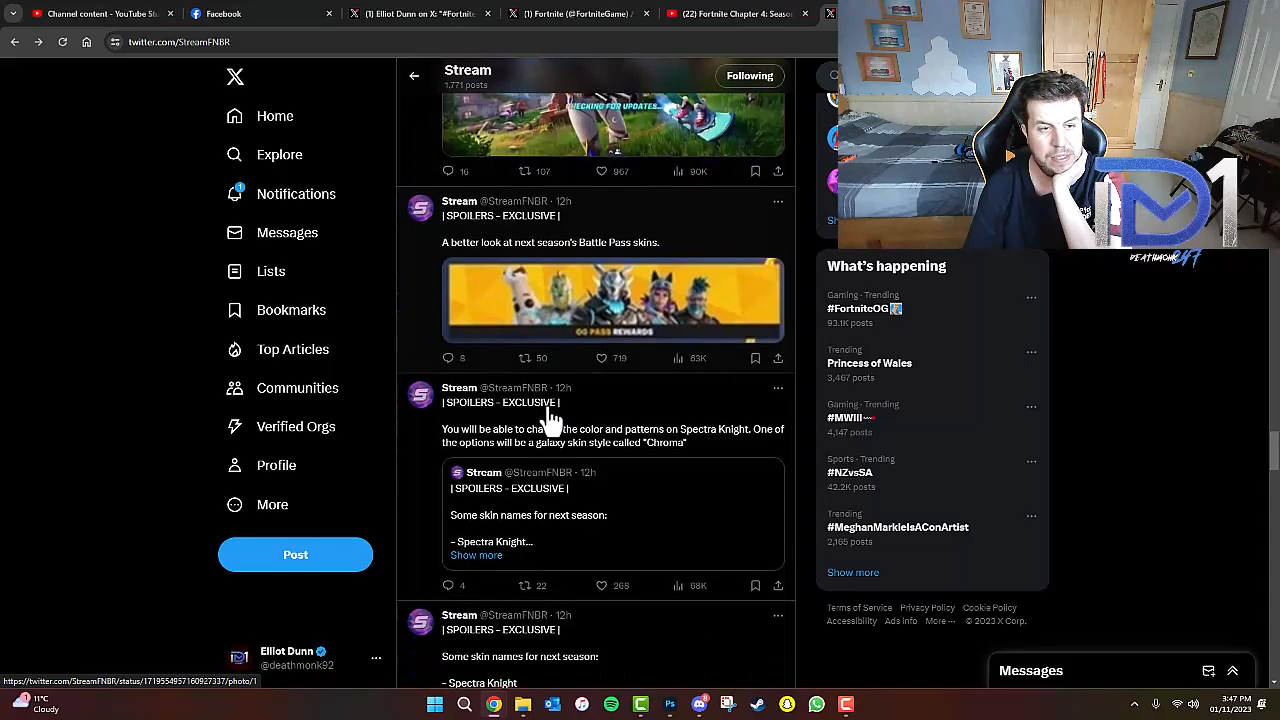 Content Creator - YouTube Stu
Facebook
(1) Elliot Dunn on X: "#Fortnite
(1) Fortnite (@FortniteGame)
(22) Fortnite Chapter 4: Seaso
twitter.com/StreamFNBR
Stream
1,771 posts
Following
Home
Explore
1
Notifications
Messages
Lists
Bookmarks
Top Articles
Communities
Verified Orgs
Profile
More
Post
Elliot Dunn
@deathmonk92
CHECKING FOR UPDATES...
16 107 967 90K
Stream @StreamFNBR · 12h
| SPOILERS - EXCLUSIVE |
A better look at next season's Battle Pass skins.
OG PASS REWARDS
8 50 719 63K
Stream @StreamFNBR · 12h
| SPOILERS - EXCLUSIVE |
You will be able to cha the color and patterns on Spectra Knight. One of
the options will be a galaxy skin style called "Chroma"
Stream @StreamFNBR · 12h
| SPOILERS - EXCLUSIVE |
Some skin names for next season:
- Spectra Knight...
Show more
4 22 268 68K
Stream @StreamFNBR · 12h
| SPOILERS - EXCLUSIVE |
Some skin names for next season:
- Spectra Knight
D1
Sh
What's happening
Gaming · Trending
#FortniteOG
93.1K posts
Trending
Princess of Wales
3,467 posts
Gaming · Trending
#MWIII
4,147 posts
Sports · Trending
#NZvsSA
42.2K posts
Trending
#MeghanMarkleIsAConArtist
2,165 posts
Show more
Terms of Service Privacy Policy Cookie Policy
Accessibility Ads info More ... © 2023 X Corp.
Messages
https://twitter.com/StreamFNBR/status/1719554957160927337/photo/1
1
11°C
Cloudy
8
3:47 PM
01/11/2023